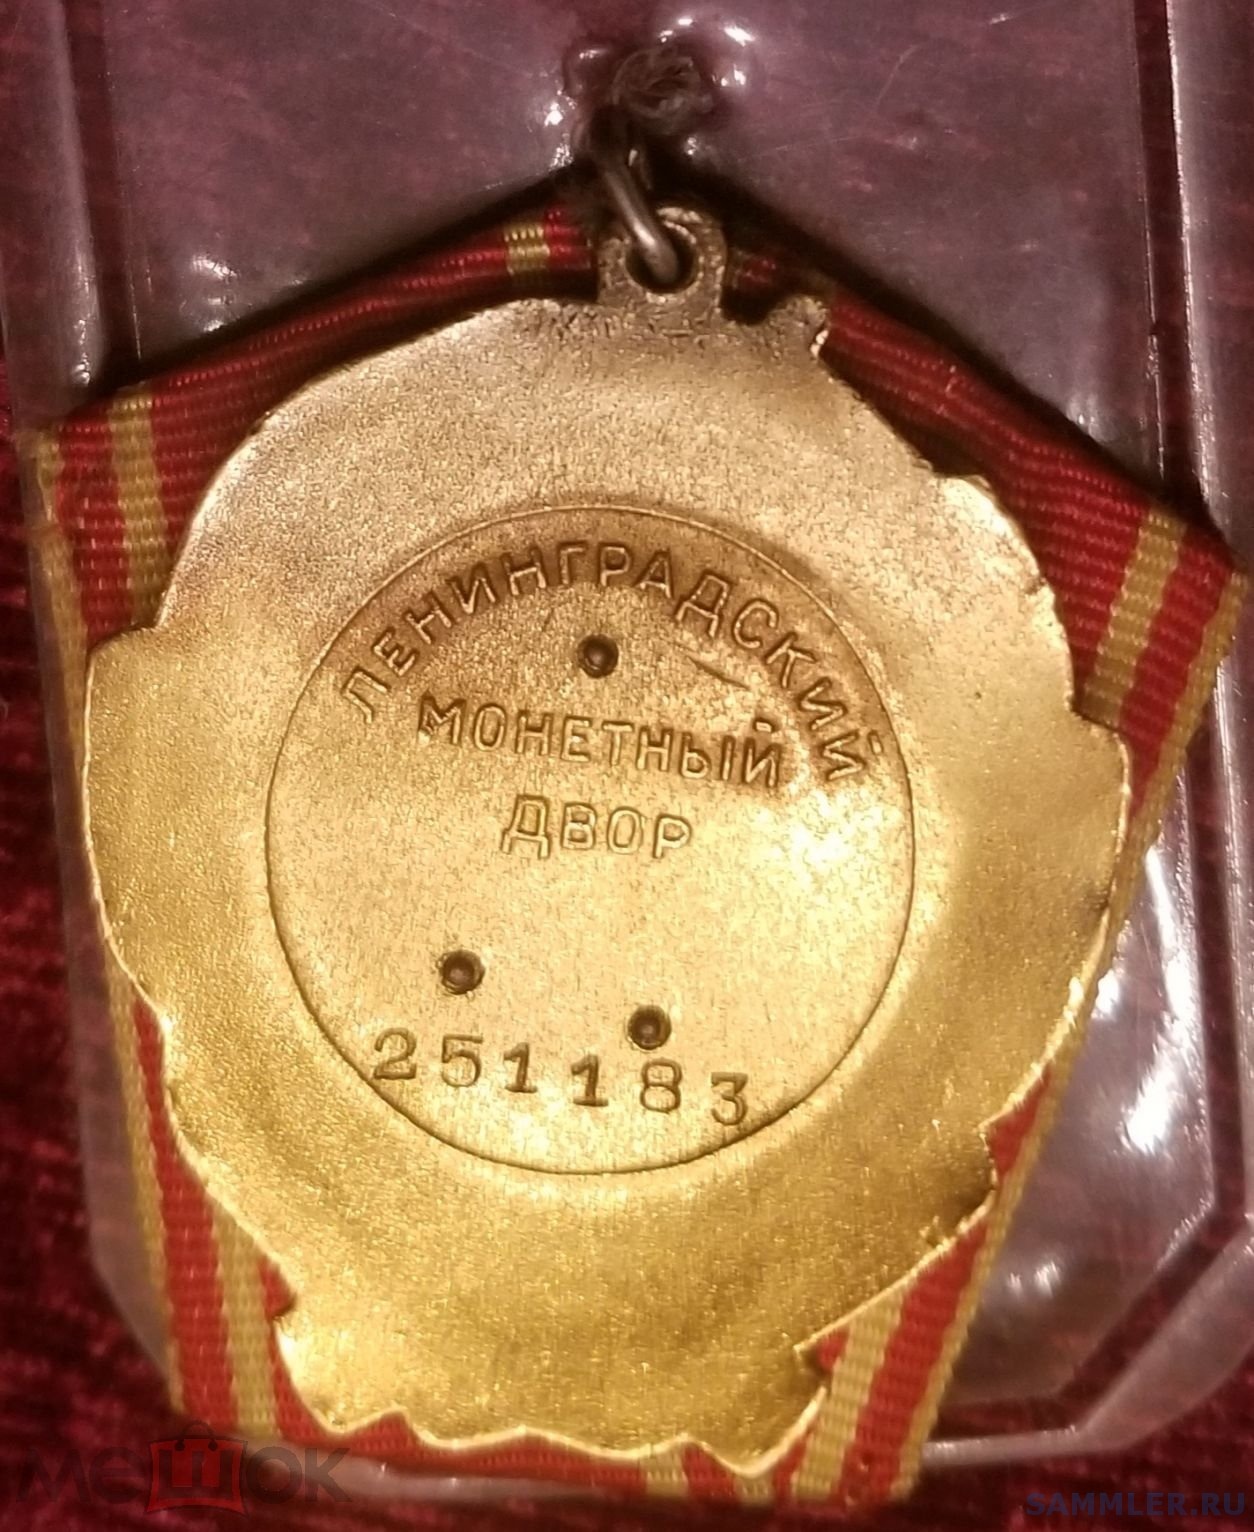 ЛЕНИНГРАДСКИЙ
МОНЕТНЫЙ
ДВОР
251183
мешок
SAMMLER.RU